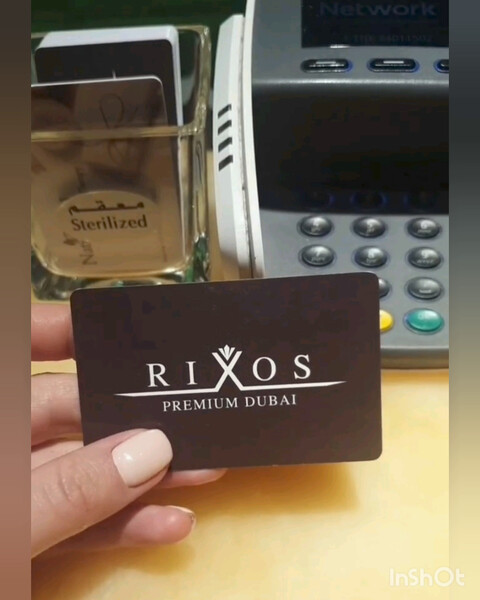 Network
معقم
Sterilized
RIXOS
PREMIUM DUBAI
InShOt